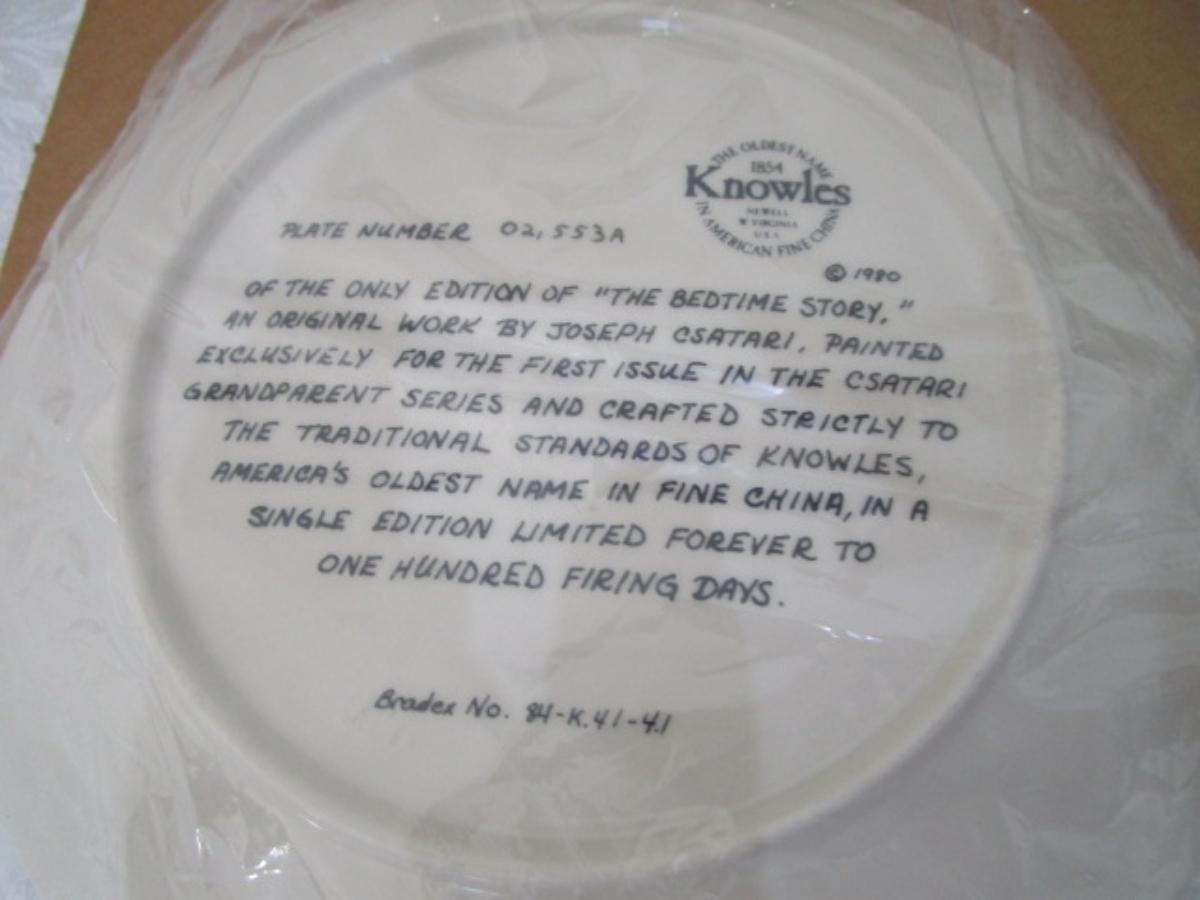 THE OLDEST NAME
1854
Knowles
NEWELL
W VIRGINIA
U.S.A.
IN AMERICAN FINE CHINA
© 1980
PLATE NUMBER 02,553A
OF THE ONLY EDITION OF "THE BEDTIME STORY,"
AN ORIGINAL WORK BY JOSEPH CSATARI, PAINTED
EXCLUSIVELY FOR THE FIRST ISSUE IN THE CSATARI
GRANDPARENT SERIES AND CRAFTED STRICTLY TO
THE TRADITIONAL STANDARDS OF KNOWLES,
AMERICA'S OLDEST NAME IN FINE CHINA, IN A
SINGLE EDITION LIMITED FOREVER TO
ONE HUNDRED FIRING DAYS.
Bradex No. 84-K.41-4.1